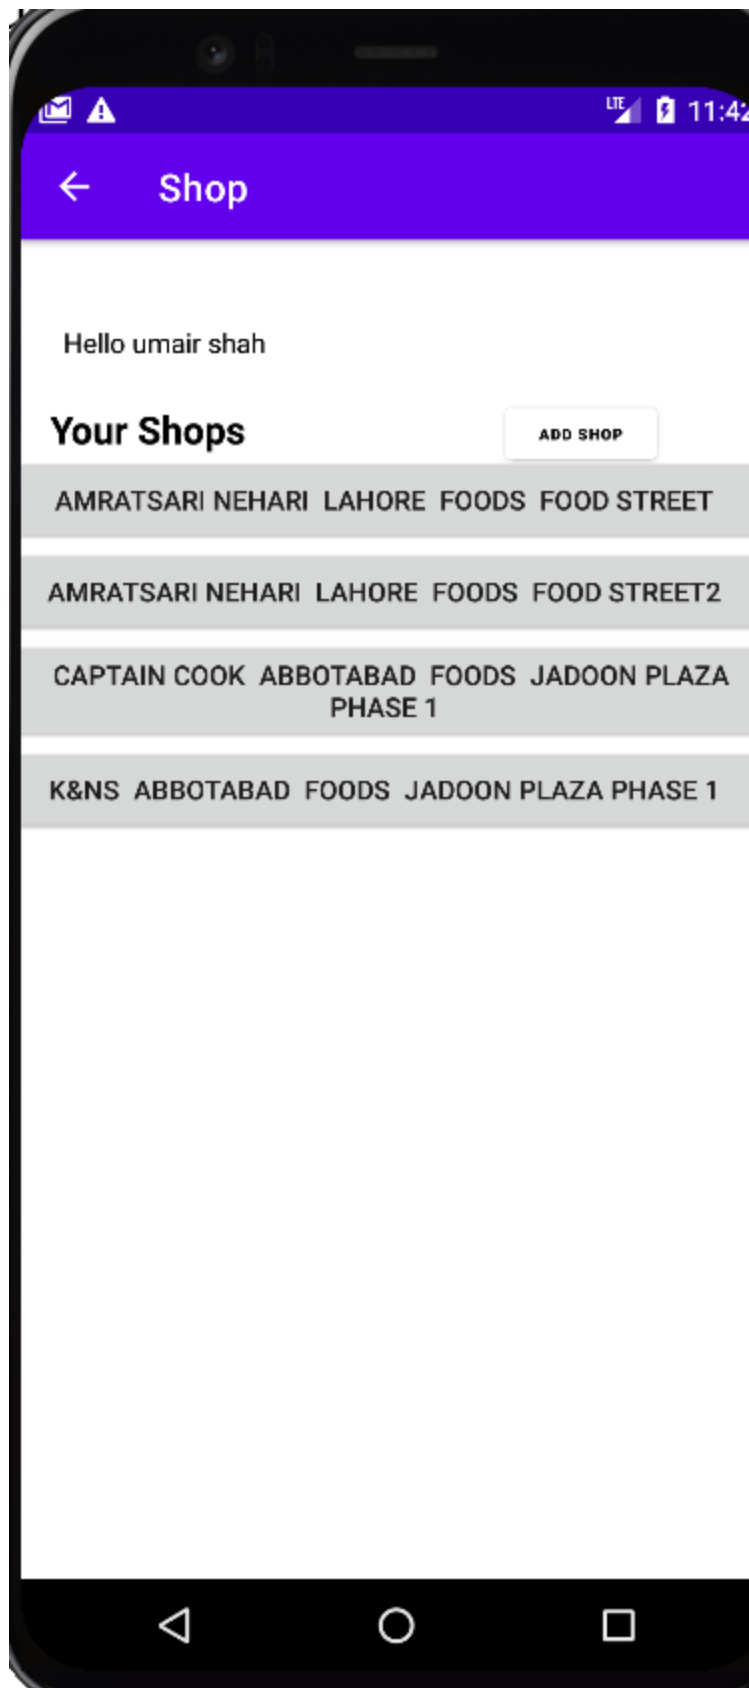 LTE 11:42
Shop
Hello umair shah
Your Shops
ADD SHOP
AMRATSARI NEHARI  LAHORE  FOODS  FOOD STREET
AMRATSARI NEHARI  LAHORE  FOODS  FOOD STREET2
CAPTAIN COOK  ABBOTABAD  FOODS  JADOON PLAZA
PHASE 1
K&NS  ABBOTABAD  FOODS  JADOON PLAZA PHASE 1